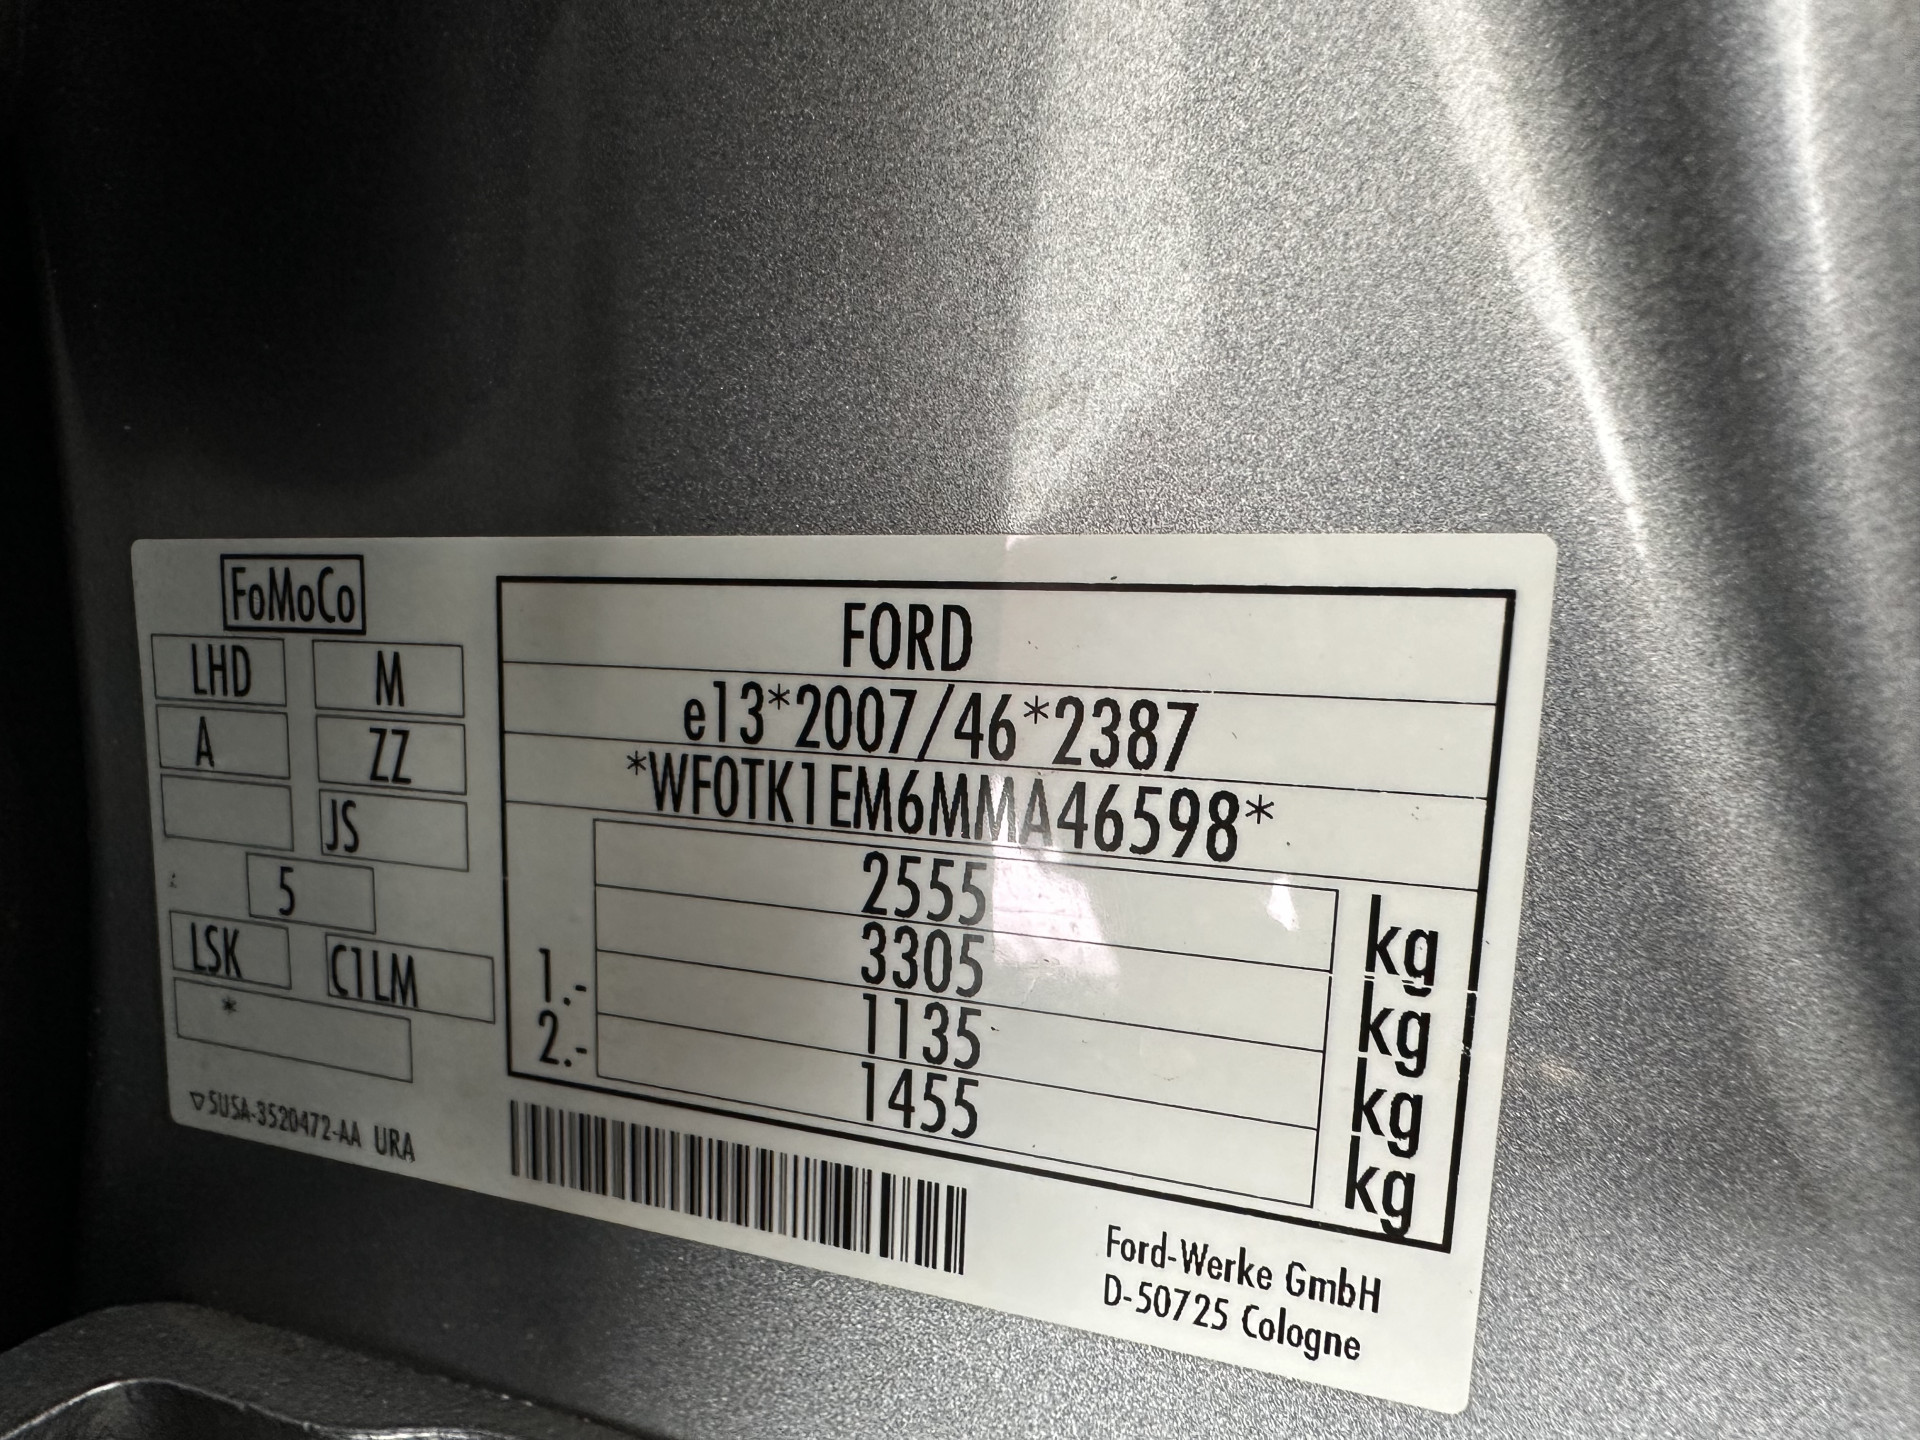 FoMoCo
LHD M
A ZZ
JS
5
LSK C1LM
*
5U5A-3520472-AA URA
FORD
e13*2007/46*2387
*WF0TK1EM6MMA46598*
2555 kg
3305 kg
1.- 1135 kg
2.- 1455 kg
Ford-Werke GmbH
D-50725 Cologne